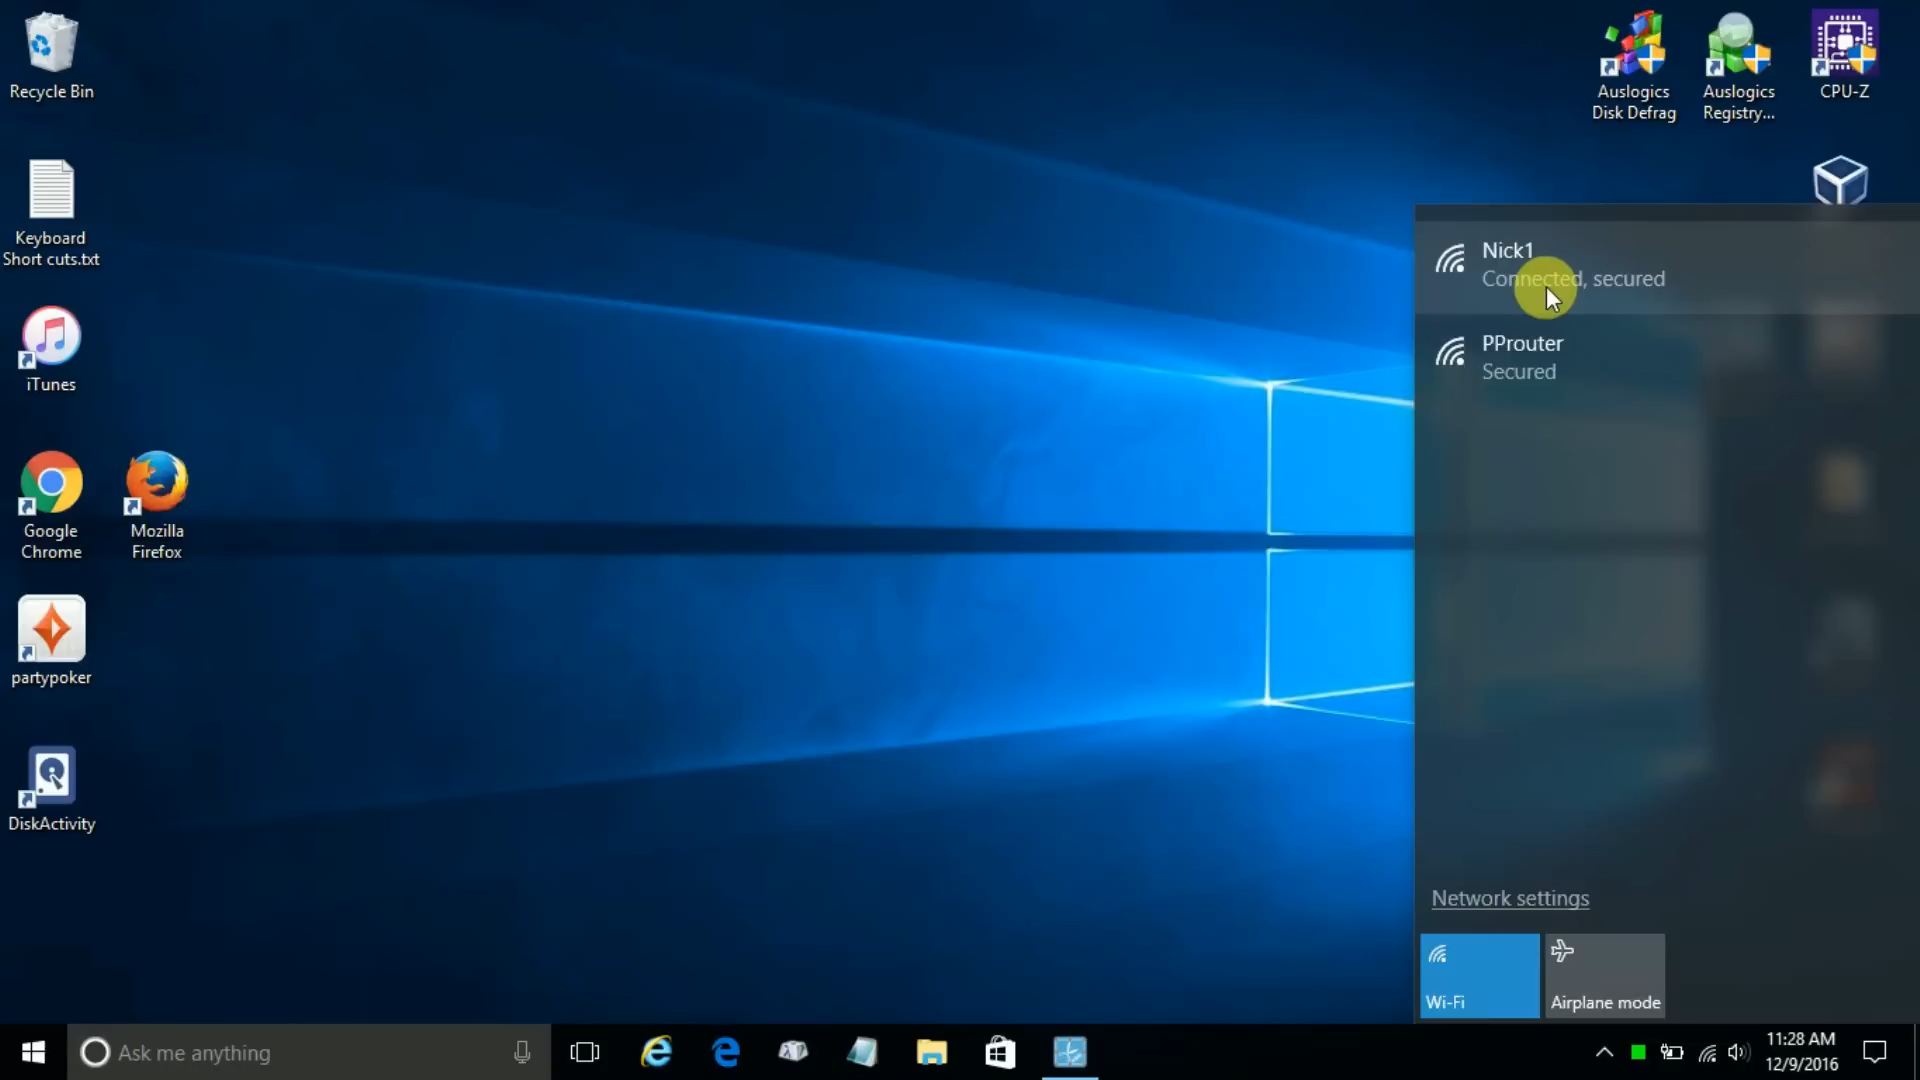 Recycle Bin
Keyboard
Short cuts.txt
iTunes
Google
Chrome
Mozilla
Firefox
partypoker
DiskActivity
Auslogics
Disk Defrag
Auslogics
Registry...
CPU-Z
Nick1
Connected, secured
PProuter
Secured
Network settings
Wi-Fi
Airplane mode
Ask me anything
11:28 AM
12/9/2016